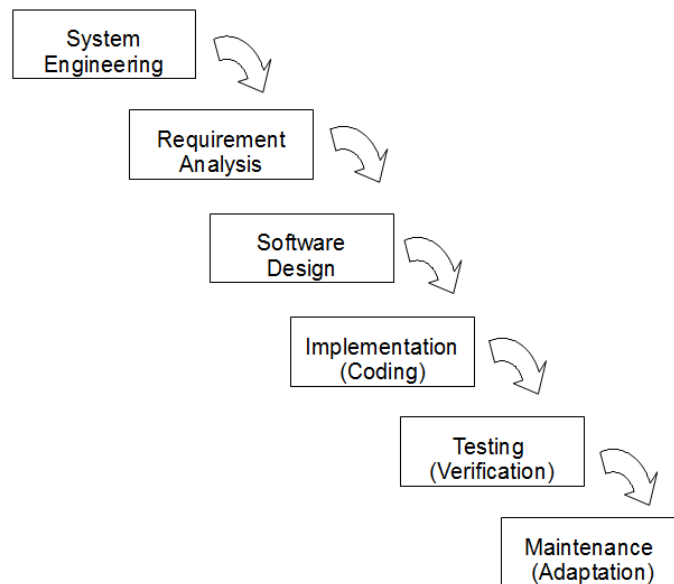 System
Engineering
Requirement
Analysis
Software
Design
Implementation
(Coding)
Testing
(Verification)
Maintenance
(Adaptation)